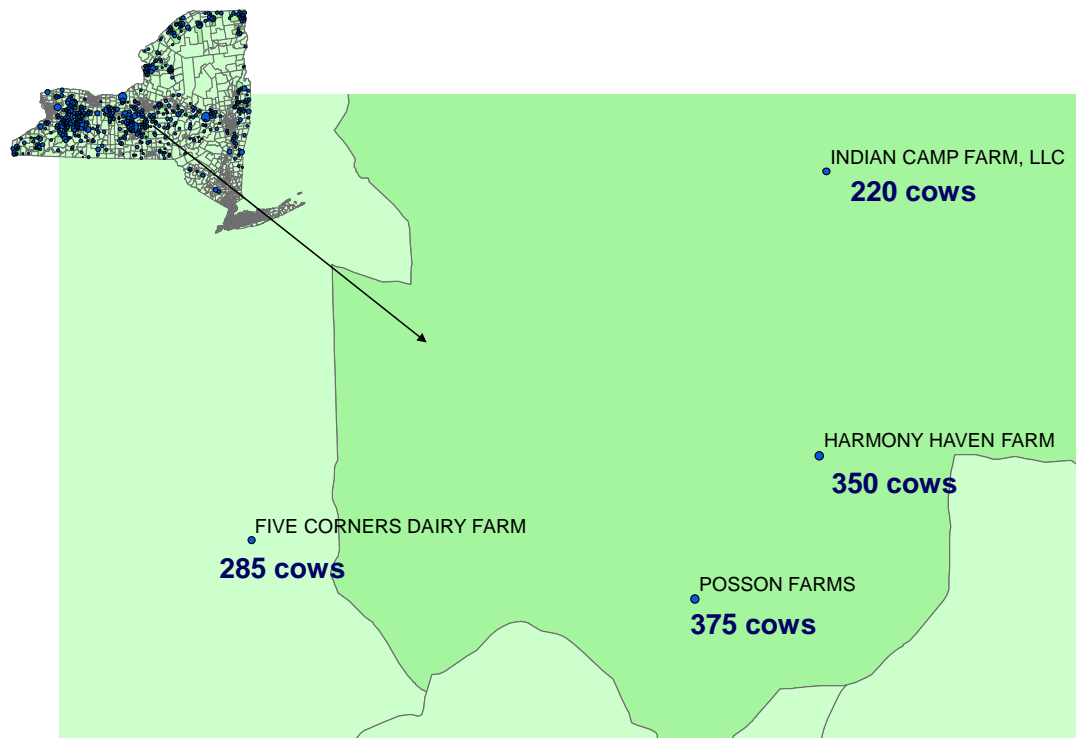 INDIAN CAMP FARM, LLC
220 cows
HARMONY HAVEN FARM
350 cows
FIVE CORNERS DAIRY FARM
285 cows
POSSON FARMS
375 cows